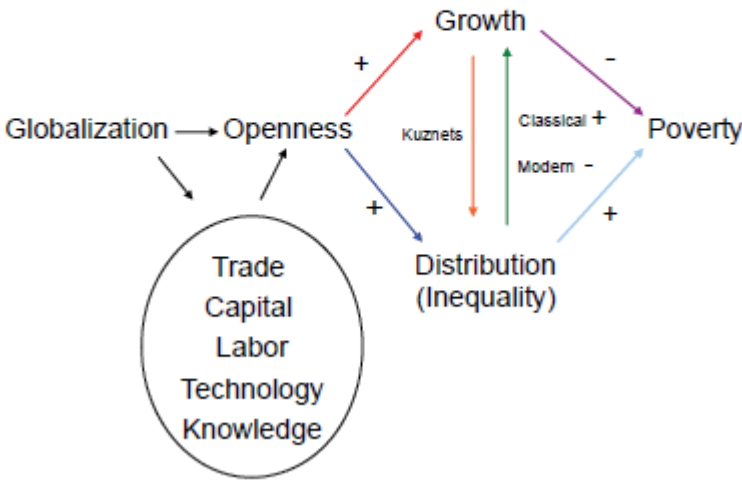 Growth
+
-
Globalization
Openness
Kuznets
Classical +
Modern -
Poverty
+
+
Distribution
(Inequality)
Trade
Capital
Labor
Technology
Knowledge